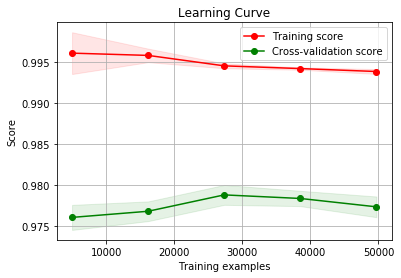 Learning Curve
Training score
Cross-validation score
0.995
0.990
0.985
0.980
0.975
Score
10000 20000 30000 40000 50000
Training examples